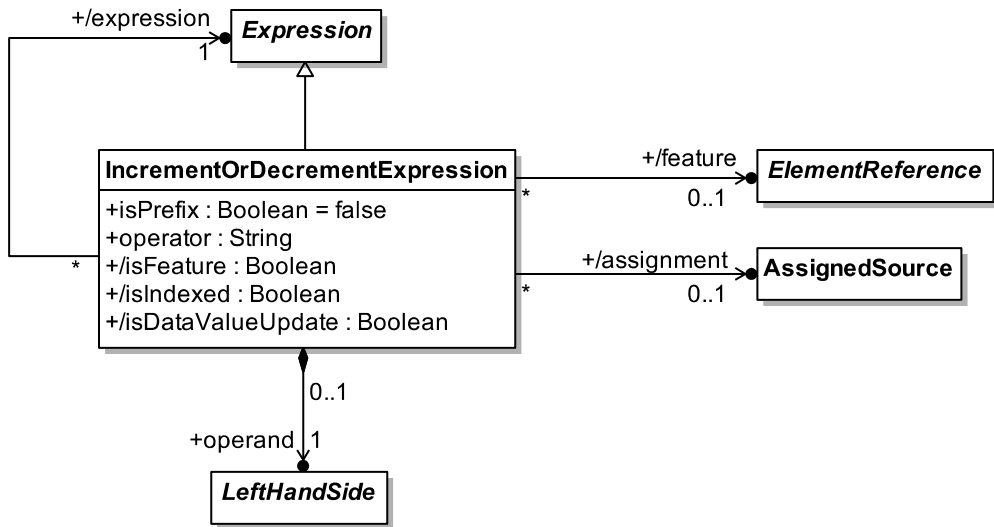 +/expression
Expression
1
IncrementOrDecrementExpression
+isPrefix : Boolean = false
+operator : String
+/isFeature : Boolean
+/isIndexed : Boolean
+/isDataValueUpdate : Boolean
*
+/feature
*
0..1
ElementReference
+/assignment
*
0..1
AssignedSource
0..1
+operand
1
LeftHandSide